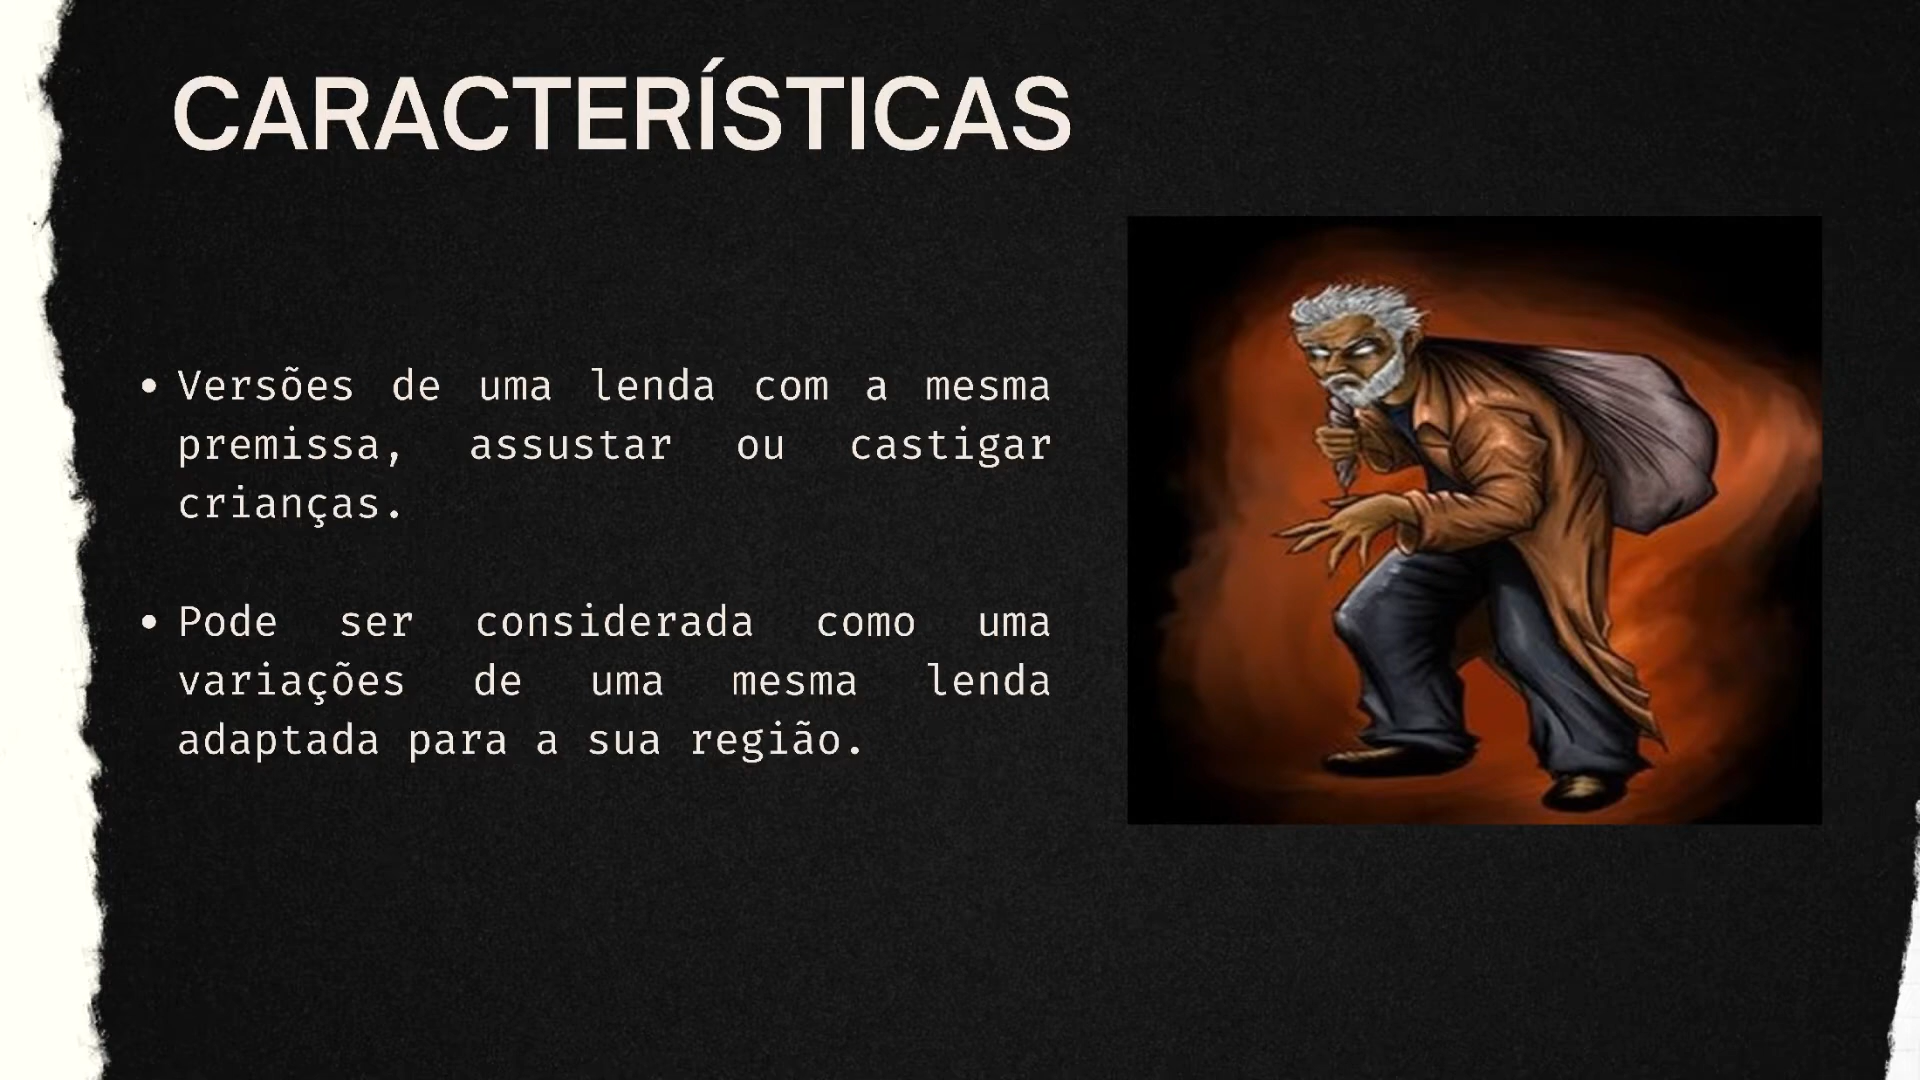 CARACTERÍSTICAS
• Versões de uma lenda com a mesma
premissa, assustar ou castigar
crianças.
• Pode ser considerada como uma
variações de uma mesma lenda
adaptada para a sua região.